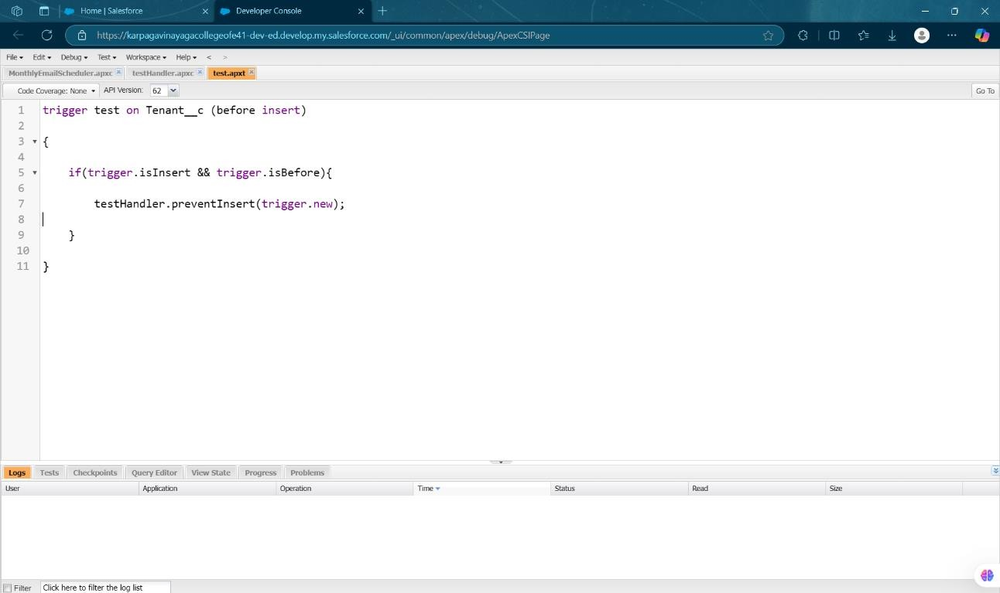 Home | Salesforce
Developer Console
https://karpagavinayagacollegeofe41-dev-ed.develop.my.salesforce.com/_ui/common/apex/debug/ApexCSIPage
File Edit Debug Test Workspace Help < >
MonthlyEmailScheduler.apxc testHandler.apxc test.apxt
Code Coverage: None API Version: 62 Go To
1 trigger test on Tenant__c (before insert)
2
3 {
4
5 if(trigger.isInsert && trigger.isBefore){
6
7 testHandler.preventInsert(trigger.new);
8
9 }
10
11 }
Logs Tests Checkpoints Query Editor View State Progress Problems
User Application Operation Time Status Read Size
Filter Click here to filter the log list